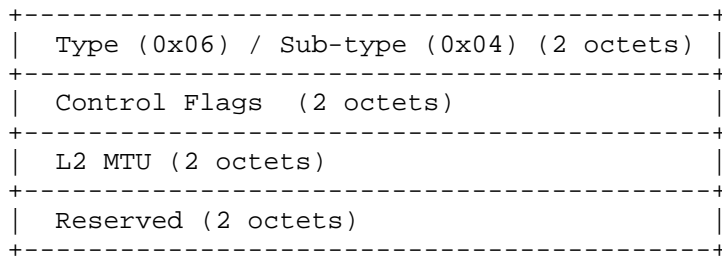 +-------------------------------------------+
|  Type (0x06) / Sub-type (0x04) (2 octets) |
+-------------------------------------------+
|  Control Flags  (2 octets)                |
+-------------------------------------------+
|  L2 MTU (2 octets)                        |
+-------------------------------------------+
|  Reserved (2 octets)                      |
+-------------------------------------------+